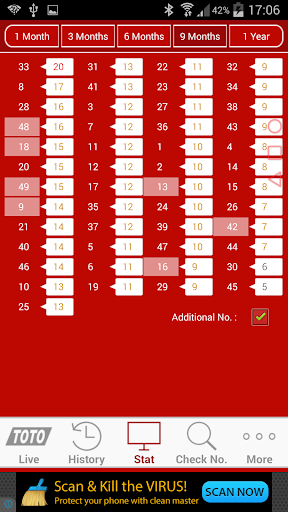 42% 17:06
1 Month 3 Months 6 Months 9 Months 1 Year
33 20 31 13 22 11 32 9
8 17 41 13 23 11 34 9
28 17 3 12 27 11 38 9
48 16 7 12 36 11 43 9
18 15 11 12 1 10 4 8
20 15 12 12 2 10 14 8
49 15 17 12 13 10 15 8
9 14 35 12 24 10 26 7
21 14 37 12 39 10 42 7
40 14 5 11 47 10 44 7
46 14 6 11 16 9 30 6
10 13 19 11 29 9 45 5
25 13
Additional No. :
TOTO
Live History Stat Check No. More
Scan & Kill the VIRUS!
Protect your phone with clean master
SCAN NOW